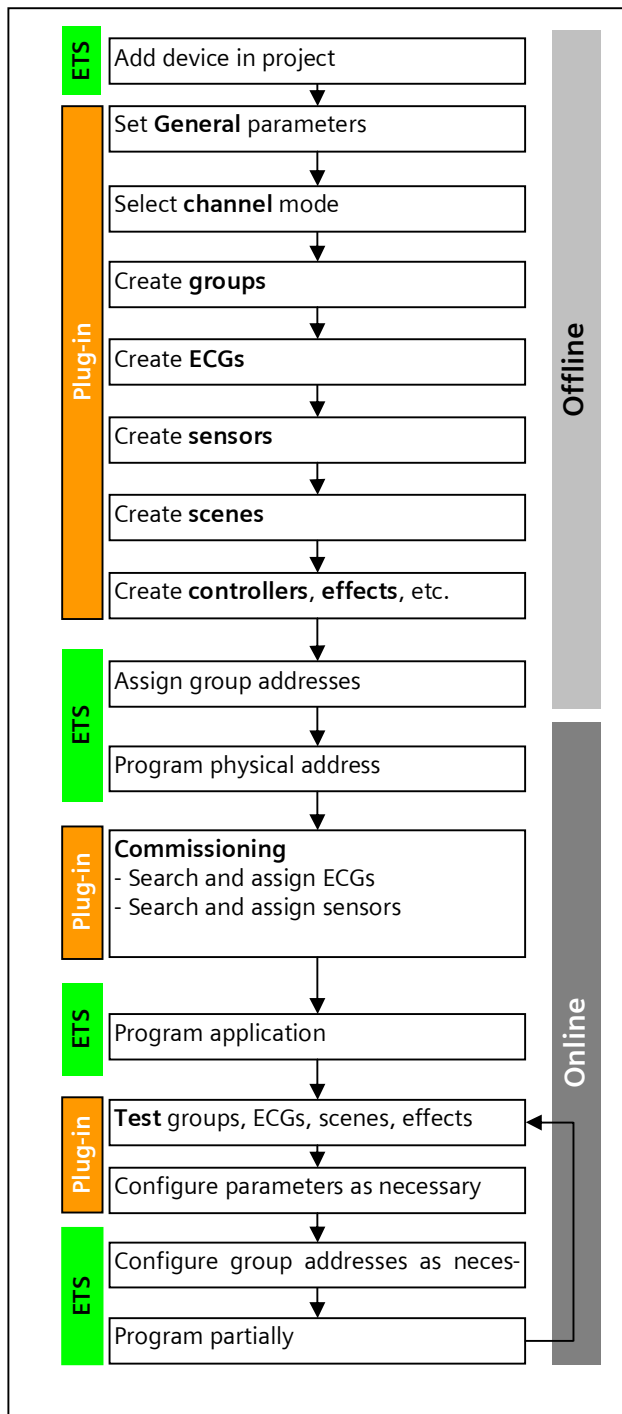 ETS
Add device in project
Plug-in
Set General parameters
Select channel mode
Create groups
Create ECGs
Create sensors
Create scenes
Create controllers, effects, etc.
Offline
ETS
Assign group addresses
Program physical address
Plug-in
Commissioning
- Search and assign ECGs
- Search and assign sensors
ETS
Program application
Online
Plug-in
Test groups, ECGs, scenes, effects
Configure parameters as necessary
ETS
Configure group addresses as neces-
Program partially